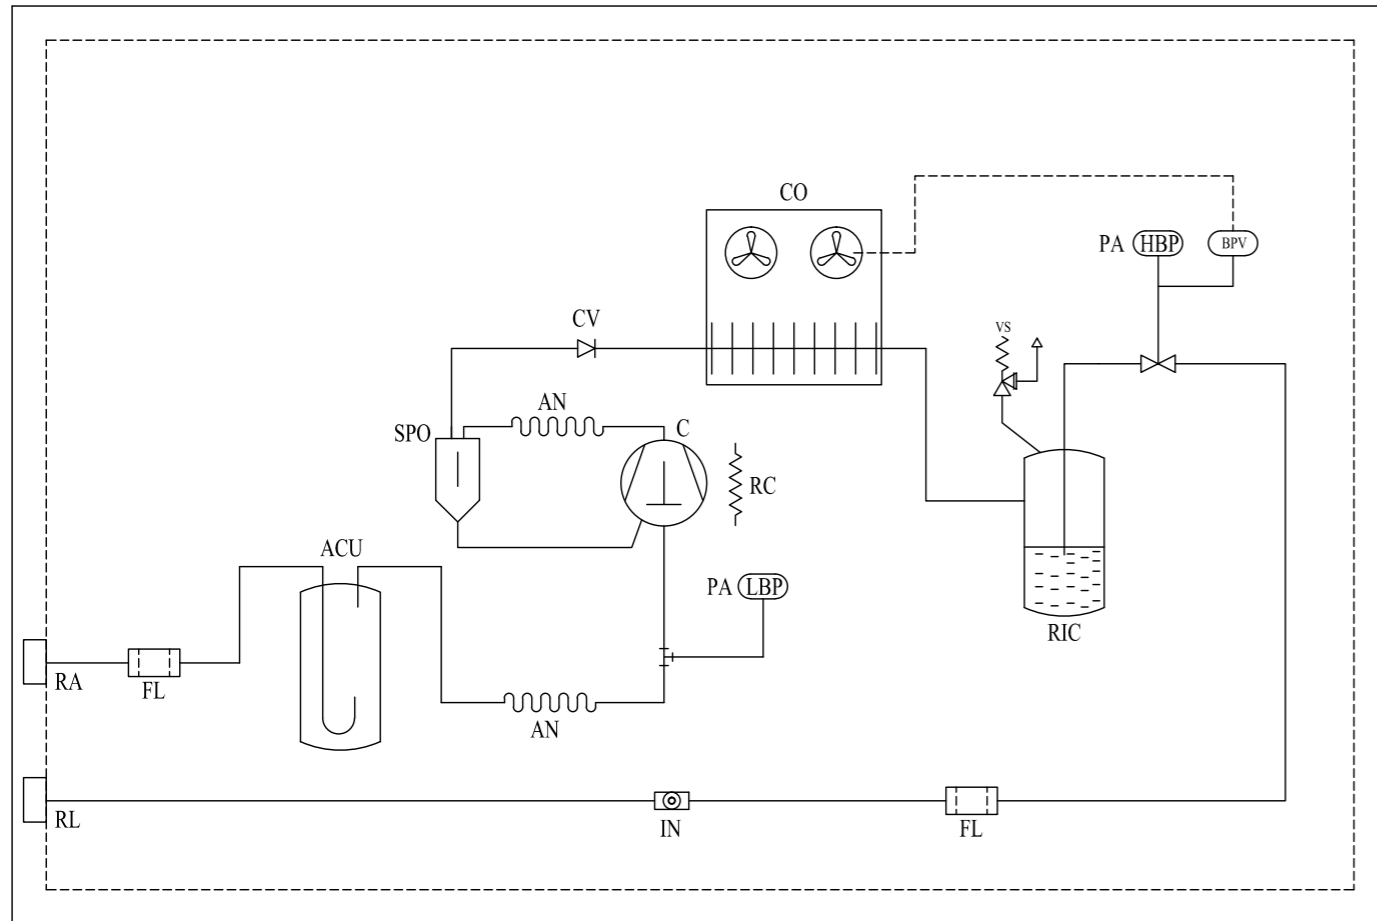 CO
PA HBP BPV
CV
VS
AN
SPO
C
RC
ACU
PA LBP
RIC
RA
FL
AN
RL
IN
FL